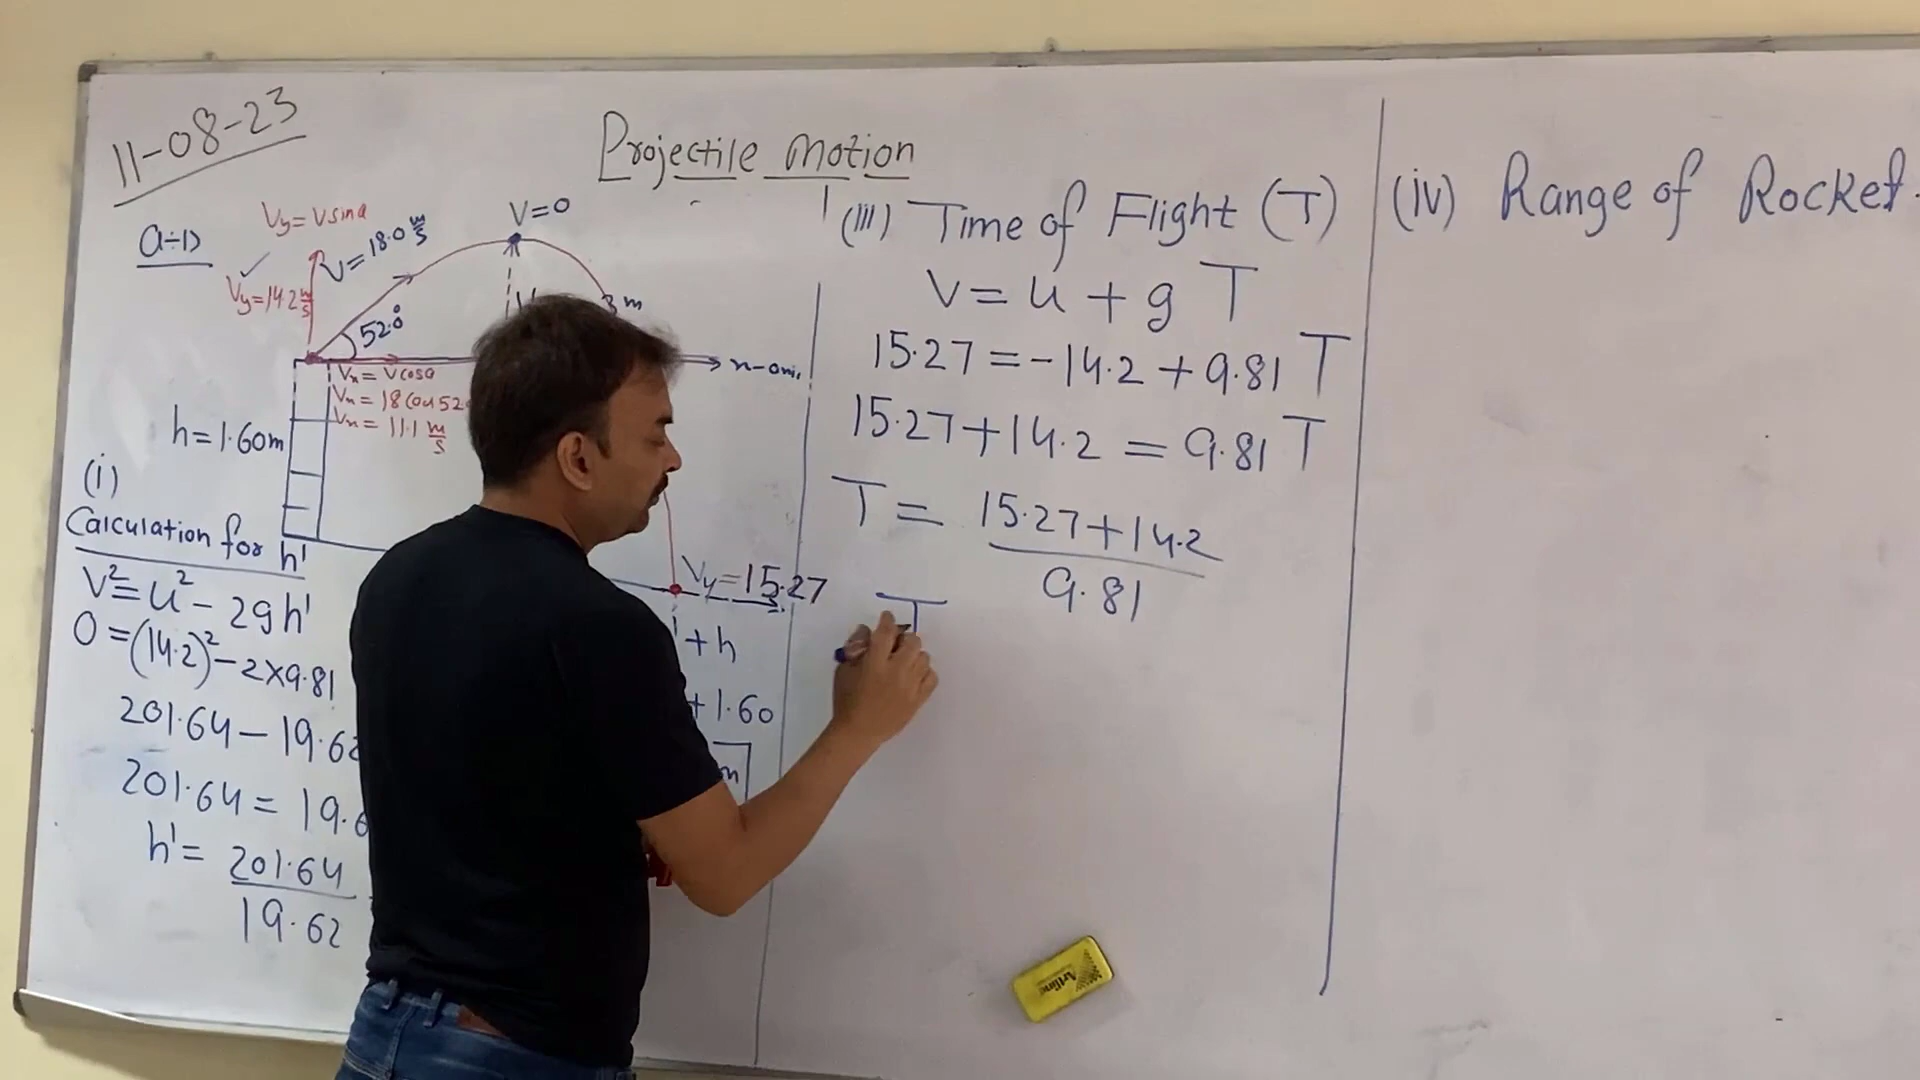 11-08-23
Projectile Motion
Q-1)
Vy = V sinα
V = 18.0 m/s
✓
Vy = 14.2 m/s
52.0°
V=0
m
Vx = Vcosα
Vx = 18 Cos 52.
Vx = 11.1 m/s
h = 1.60m
(i)
Calculation for h'
V² = u² - 2gh'
0 = (14.2)² - 2×9.81
201.64 - 19.62
201.64 = 19.6
h' = 201.64
19.62
Vy = 15.27
+ h
+ 1.60
m
(iii) Time of Flight (T)
V = u + g T
15.27 = -14.2 + 9.81 T
15.27 + 14.2 = 9.81 T
T = 15.27 + 14.2
9.81
T
Artline
(iv) Range of Rocket.